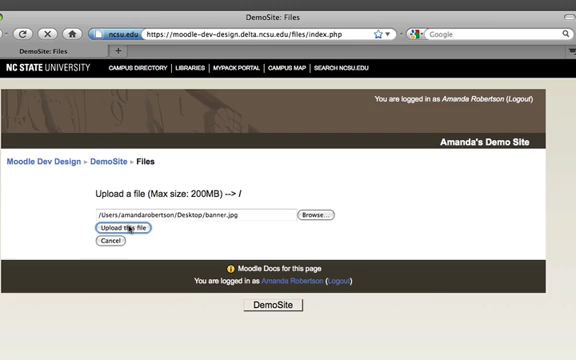 DemoSite: Files
ncsu.edu https://moodle-dev-design.delta.ncsu.edu/files/index.php Google
DemoSite: Files
NC STATE UNIVERSITY CAMPUS DIRECTORY LIBRARIES MYPACK PORTAL CAMPUS MAP SEARCH NCSU.EDU
You are logged in as Amanda Robertson (Logout)
Amanda's Demo Site
Moodle Dev Design ► DemoSite ► Files
Upload a file (Max size: 200MB) --> /
/Users/amandarobertson/Desktop/banner.jpg Browse...
Upload this file
Cancel
Moodle Docs for this page
You are logged in as Amanda Robertson (Logout)
DemoSite